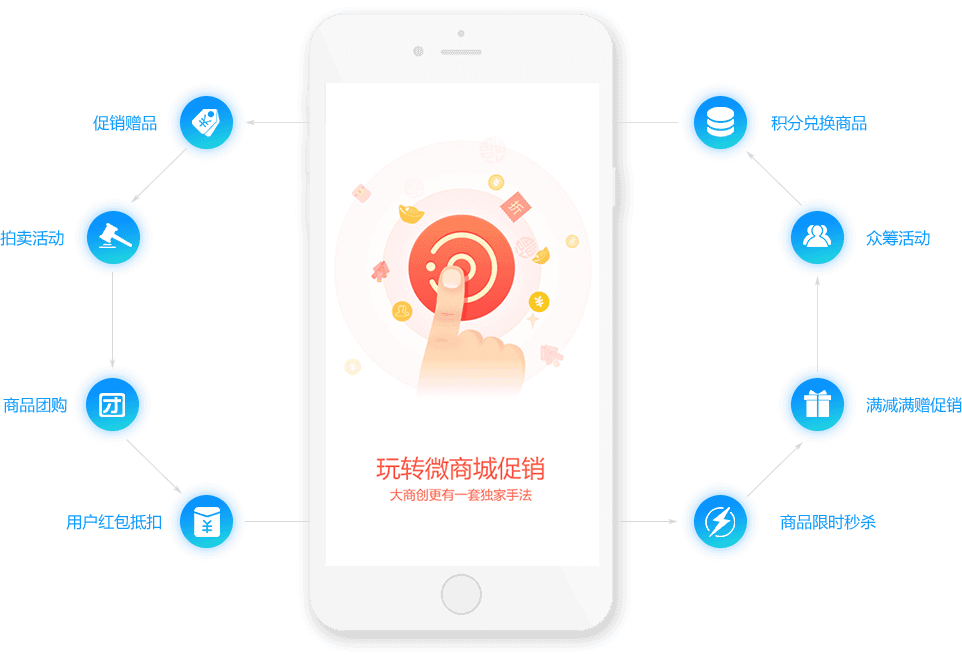 促销赠品
积分兑换商品
拍卖活动
众筹活动
商品团购
团
满减满赠促销
玩转微商城促销
大商创更有一套独家手法
用户红包抵扣
商品限时秒杀